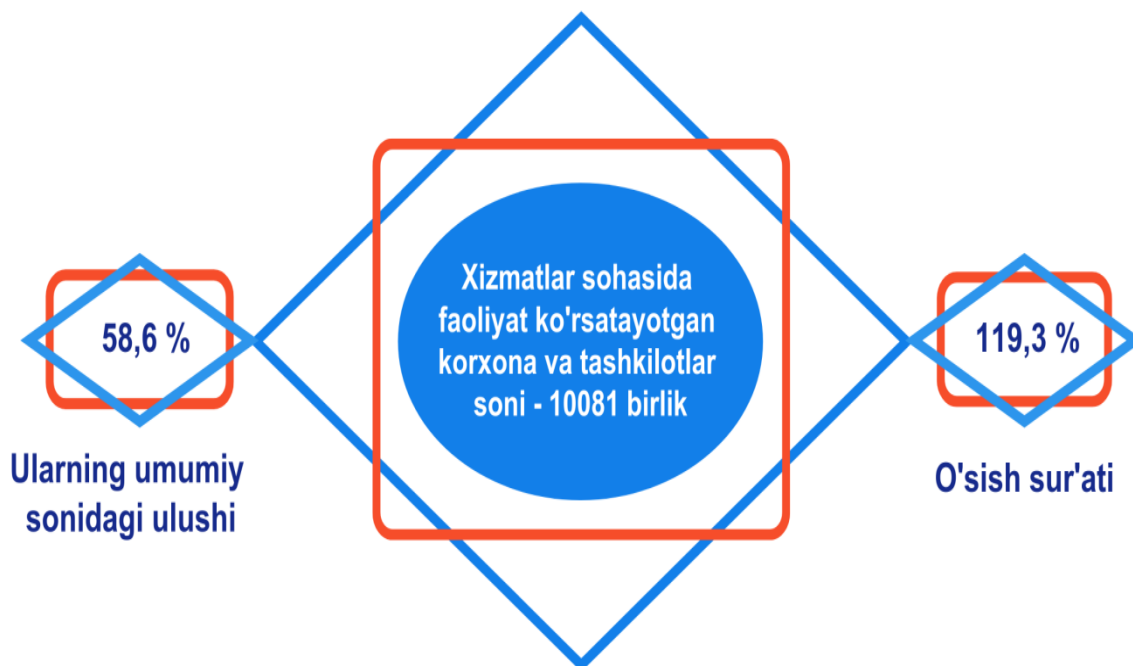 58,6 %
Ularning umumiy
sonidagi ulushi
Xizmatlar sohasida
faoliyat ko'rsatayotgan
korxona va tashkilotlar
soni - 10081 birlik
119,3 %
O'sish sur'ati